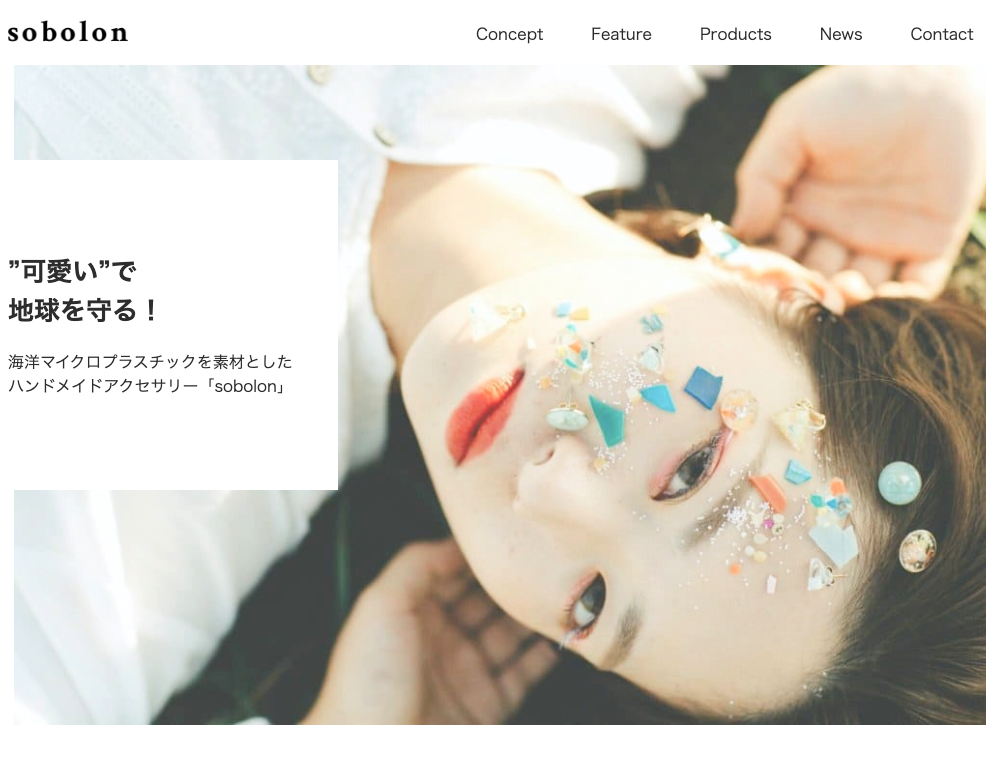 sobolon
Concept Feature Products News Contact
”可愛い”で
地球を守る！
海洋マイクロプラスチックを素材とした
ハンドメイドアクセサリー「sobolon」